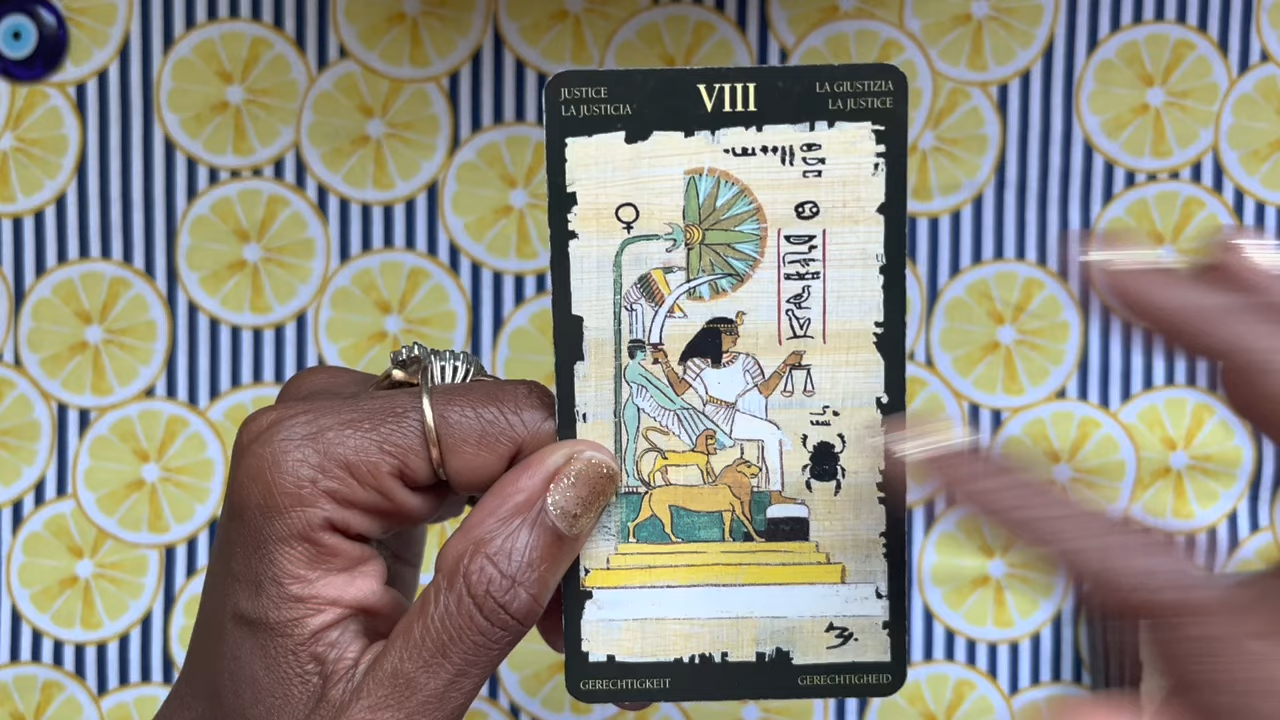 JUSTICE
LA JUSTICIA
VIII
LA GIUSTIZIA
LA JUSTICE
GERECHTIGKEIT
GERECHTIGHEID